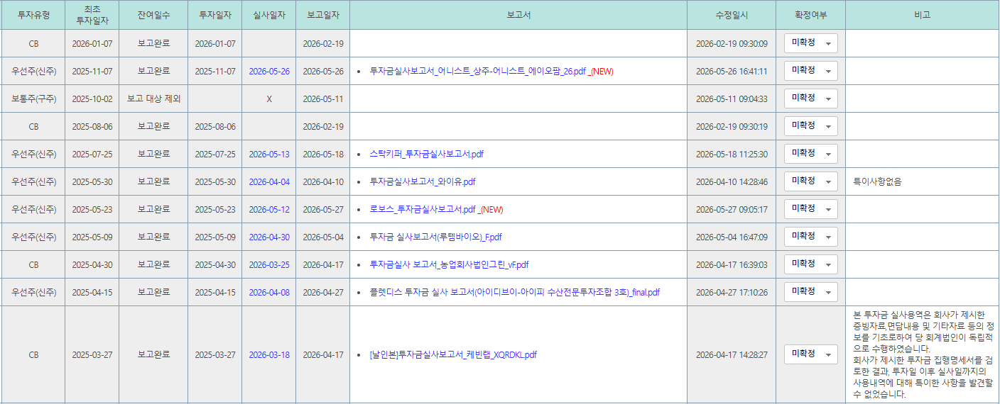 투자유형 최초 투자일자 잔여일수 투자일자 실사일자 보고일자 보고서 수정일시 확정여부 비고
CB 2026-01-07 보고완료 2026-01-07 2026-02-19 2026-02-19 09:30:09 미확정
우선주(신주) 2025-11-07 보고완료 2025-11-07 2026-05-26 2026-05-26 • 투자금실사보고서_어니스트_상주-어니스트_에이오팜_26.pdf _(NEW) 2026-05-26 16:41:11 미확정
보통주(구주) 2025-10-02 보고 대상 제외 X 2026-05-11 2026-05-11 09:04:33 미확정
CB 2025-08-06 보고완료 2025-08-06 2026-02-19 2026-02-19 09:30:19 미확정
우선주(신주) 2025-07-25 보고완료 2025-07-25 2026-05-13 2026-05-18 • 스탁키퍼_투자금실사보고서.pdf 2026-05-18 11:25:30 미확정
우선주(신주) 2025-05-30 보고완료 2025-05-30 2026-04-04 2026-04-10 • 투자금실사보고서_와이유.pdf 2026-04-10 14:28:46 미확정 특이사항없음
우선주(신주) 2025-05-23 보고완료 2025-05-23 2026-05-12 2026-05-27 • 로보스_투자금실사보고서.pdf _(NEW) 2026-05-27 09:05:17 미확정
우선주(신주) 2025-05-09 보고완료 2025-05-09 2026-04-30 2026-05-04 • 투자금 실사보고서(루템바이오)_F.pdf 2026-05-04 16:47:09 미확정
CB 2025-04-30 보고완료 2025-04-30 2026-03-25 2026-04-17 • 투자금실사 보고서_농업회사법인그린_vF.pdf 2026-04-17 16:39:03 미확정
우선주(신주) 2025-04-15 보고완료 2025-04-15 2026-04-08 2026-04-27 • 플렛디스 투자금 실사 보고서(아이디브이-아이피 수산전문투자조합 3호)_final.pdf 2026-04-27 17:10:26 미확정
CB 2025-03-27 보고완료 2025-03-27 2026-03-18 2026-04-17 • [날인본]투자금실사보고서_케빈랩_XQRDKL.pdf 2026-04-17 14:28:27 미확정
본 투자금 실사용역은 회사가 제시한
증빙자료,면담내용 및 기타자료 등의 정
보를 기초로하여 당 회계법인이 독립적
으로 수행하였습니다.
회사가 제시한 투자금 집행명세서를 검
토한 결과, 투자일 이후 실사일까지의
사용내역에 대해 특이한 사항을 발견할
수 없었습니다.